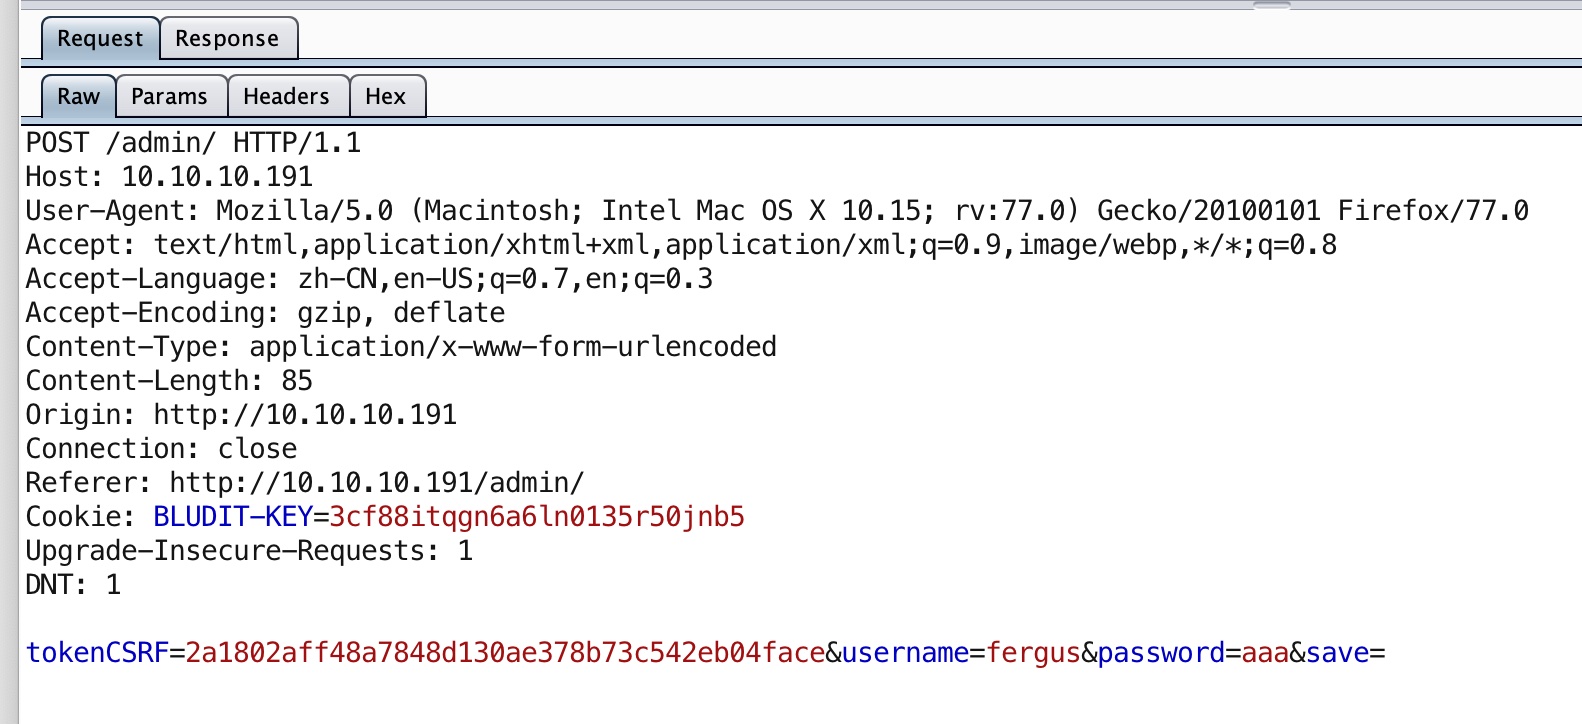 Request Response
Raw Params Headers Hex
POST /admin/ HTTP/1.1
Host: 10.10.10.191
User-Agent: Mozilla/5.0 (Macintosh; Intel Mac OS X 10.15; rv:77.0) Gecko/20100101 Firefox/77.0
Accept: text/html,application/xhtml+xml,application/xml;q=0.9,image/webp,*/*;q=0.8
Accept-Language: zh-CN,en-US;q=0.7,en;q=0.3
Accept-Encoding: gzip, deflate
Content-Type: application/x-www-form-urlencoded
Content-Length: 85
Origin: http://10.10.10.191
Connection: close
Referer: http://10.10.10.191/admin/
Cookie: BLUDIT-KEY=3cf88itqgn6a6ln0135r50jnb5
Upgrade-Insecure-Requests: 1
DNT: 1
tokenCSRF=2a1802aff48a7848d130ae378b73c542eb04face&username=fergus&password=aaa&save=